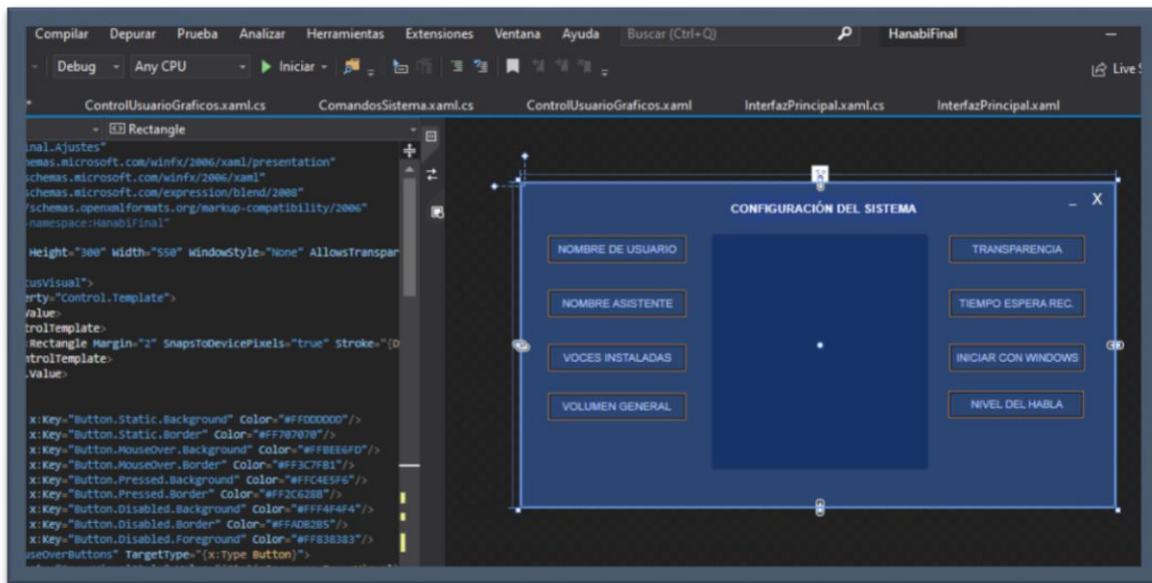 Compilar Depurar Prueba Analizar Herramientas Extensiones Ventana Ayuda Buscar (Ctrl+Q) HanabiFinal
Debug Any CPU Iniciar Live
ControlUsuarioGraficos.xaml.cs ComandosSistema.xaml.cs ControlUsuarioGraficos.xaml InterfazPrincipal.xaml.cs InterfazPrincipal.xaml
Rectangle
nal.Ajustes"
hemas.microsoft.com/winfx/2006/xaml/presentation"
chemas.microsoft.com/winfx/2006/xaml"
chemas.microsoft.com/expression/blend/2008"
/schemas.openxmlformats.org/markup-compatibility/2006"
-namespace:HanabiFinal"
Height="300" Width="550" WindowStyle="None" AllowsTranspar
cusVisual">
erty="Control.Template">
Value>
trolTemplate>
Rectangle Margin="2" SnapsToDevicePixels="true" Stroke="{D
ntrolTemplate>
.Value>
x:Key="Button.Static.Background" Color="#FFDDDDDD"/>
x:Key="Button.Static.Border" Color="#FF707070"/>
x:Key="Button.MouseOver.Background" Color="#FFBEE6FD"/>
x:Key="Button.MouseOver.Border" Color="#FF3C7FB1"/>
x:Key="Button.Pressed.Background" Color="#FFC4E5F6"/>
x:Key="Button.Pressed.Border" Color="#FF2C628B"/>
x:Key="Button.Disabled.Background" Color="#FFF4F4F4"/>
x:Key="Button.Disabled.Border" Color="#FFADB2B5"/>
x:Key="Button.Disabled.Foreground" Color="#FF838383"/>
useOverButtons" TargetType="{x:Type Button}">
CONFIGURACIÓN DEL SISTEMA
X
NOMBRE DE USUARIO
NOMBRE ASISTENTE
VOCES INSTALADAS
VOLUMEN GENERAL
TRANSPARENCIA
TIEMPO ESPERA REC.
INICIAR CON WINDOWS
NIVEL DEL HABLA